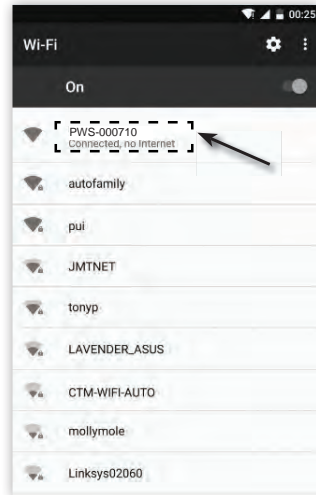 00:25
Wi-Fi
On
PWS-000710
Connected, no Internet
autofamily
pui
JMTNET
tonyp
LAVENDER_ASUS
CTM-WIFI-AUTO
mollymole
Linksys02060